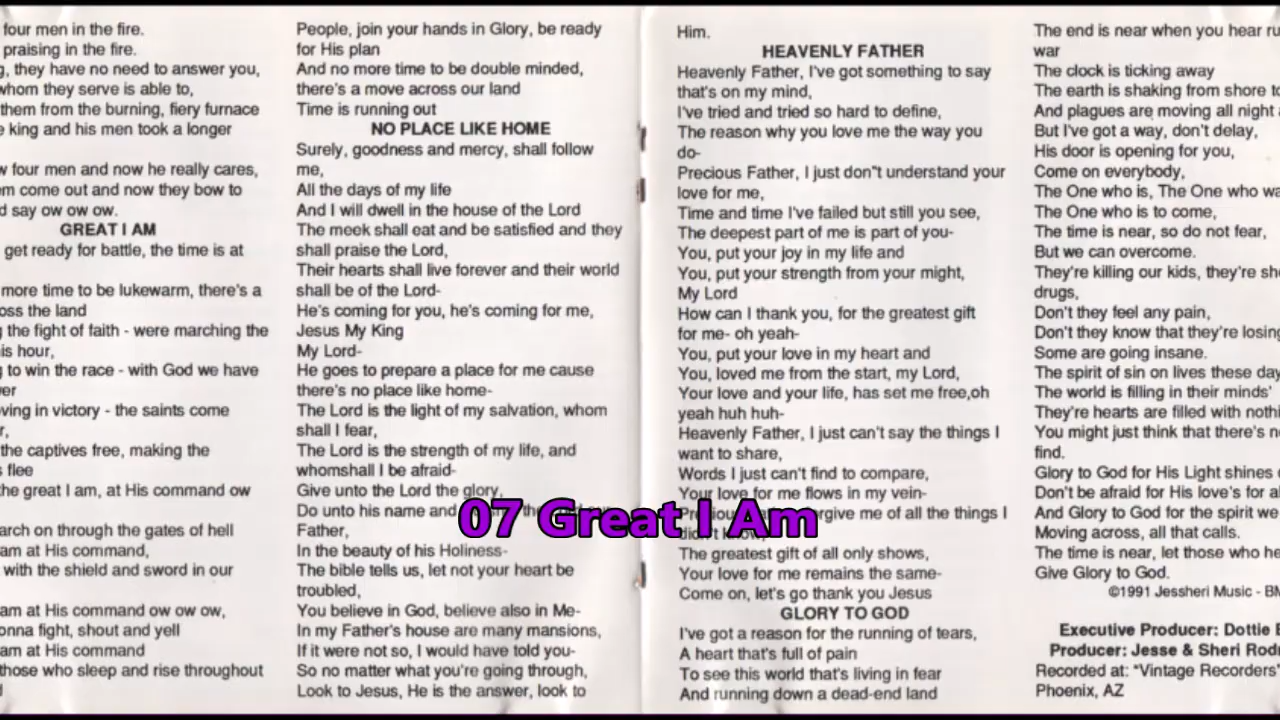 four men in the fire.
praising in the fire.
they have no need to answer you,
whom they serve is able to,
them from the burning, fiery furnace
king and his men took a longer
four men and now he really cares,
come out and now they bow to
say ow ow ow.
GREAT I AM
get ready for battle, the time is at
more time to be lukewarm, there's a
the land
the fight of faith - were marching the
hour,
to win the race - with God we have
in victory - the saints come
the captives free, making the
flee
the great I am, at His command ow
on through the gates of hell
am at His command,
with the shield and sword in our
am at His command ow ow ow,
fight, shout and yell
am at His command
those who sleep and rise throughout
People, join your hands in Glory, be ready
for His plan
And no more time to be double minded,
there's a move across our land
Time is running out
NO PLACE LIKE HOME
Surely, goodness and mercy, shall follow
me,
All the days of my life
And I will dwell in the house of the Lord
The meek shall eat and be satisfied and they
shall praise the Lord,
Their hearts shall live forever and their world
shall be of the Lord-
He's coming for you, he's coming for me,
Jesus My King
My Lord-
He goes to prepare a place for me cause
there's no place like home-
The Lord is the light of my salvation, whom
shall I fear,
The Lord is the strength of my life, and
whomshall I be afraid-
Give unto the Lord the glory,
Do unto his name and
Father,
In the beauty of his Holiness-
The bible tells us, let not your heart be
troubled,
You believe in God, believe also in Me-
In my Father's house are many mansions,
If it were not so, I would have told you-
So no matter what you're going through,
Look to Jesus, He is the answer, look to
Him.
HEAVENLY FATHER
Heavenly Father, I've got something to say
that's on my mind,
I've tried and tried so hard to define,
The reason why you love me the way you
do-
Precious Father, I just don"t understand your
love for me,
Time and time I've failed but still you see,
The deepest part of me is part of you-
You, put your joy in my life and
You, put your strength from your might,
My Lord
How can I thank you, for the greatest gift
for me- oh yeah-
You, put your love in my heart and
You, loved me from the start, my Lord,
Your love and your life, has set me free,oh
yeah huh huh-
Heavenly Father, I just can't say the things I
want to share,
Words I just can't find to compare,
Your love for me flows in my vein-
forgive me of all the things I
didn't know,
The greatest gift of all only shows,
Your love for me remains the same-
Come on, let's go thank you Jesus
GLORY TO GOD
I've got a reason for the running of tears,
A heart that's full of pain
To see this world that's living in fear
And running down a dead-end land
The end is near when you hear
war
The clock is ticking away
The earth is shaking from shore
And plagues are moving all night
But I've got a way, don't delay,
His door is opening for you,
Come on everybody,
The One who is, The One who
The One who is to come,
The time is near, so do not fear,
But we can overcome.
They're killing our kids, they're
drugs,
Don't they feel any pain,
Don't they know that they're losing
Some are going insane.
The spirit of sin on lives these
The world is filling in their minds'
They're hearts are filled with
You might just think that there's
find.
Glory to God for His Light shines
Don't be afraid for His love's for
And Glory to God for the spirit we
Moving across, all that calls.
The time is near, let those who
Give Glory to God.
©1991 Jessheri Music -
Executive Producer: Dottie
Producer: Jesse & Sheri
Recorded at: "Vintage Recorders"
Phoenix, AZ
07 Great I Am